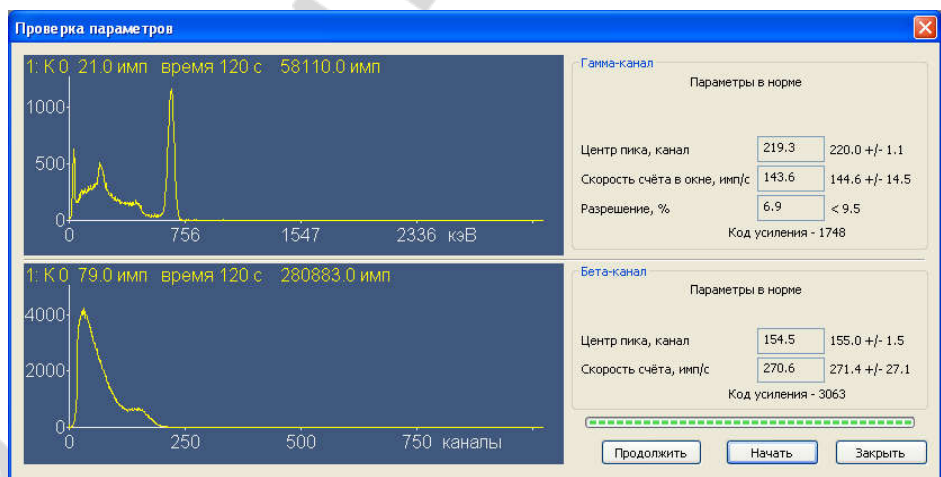 Проверка параметров
1: К 0 21.0 имп время 120 с 58110.0 имп
1000
500
0
0 756 1547 2336 кэВ
Гамма-канал
Параметры в норме
Центр пика, канал 219.3 220.0 +/- 1.1
Скорость счёта в окне, имп/с 143.6 144.6 +/- 14.5
Разрешение, % 6.9 < 9.5
Код усиления - 1748
1: К 0 79.0 имп время 120 с 280883.0 имп
4000
2000
0
0 250 500 750 каналы
Бета-канал
Параметры в норме
Центр пика, канал 154.5 155.0 +/- 1.5
Скорость счёта, имп/с 270.6 271.4 +/- 27.1
Код усиления - 3063
Продолжить Начать Закрыть